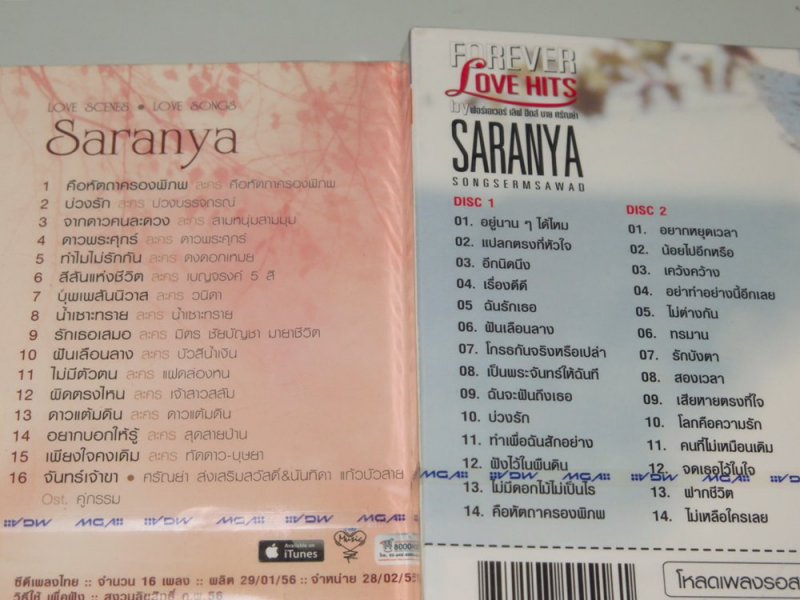 LOVE SCENES • LOVE SONGS
Saranya
1 คือหัตถาครองพิภพ ละคร คือหัตถาครองพิภพ
2 บ่วงรัก ละคร บ่วงบรรจถรณ์
3 จากดาวคนละดวง ละคร สามหนุ่มสามมุม
4 ดาวพระศุกร์ ละคร ดาวพระศุกร์
5 ทำไมไม่รักกัน ละคร ดงดอกเหมย
6 สีสันแห่งชีวิต ละคร เบญจรงค์ 5 สี
7 บุพเพสันนิวาส ละคร วนิดา
8 น้ำเซาะทราย ละคร น้ำเซาะทราย
9 รักเธอเสมอ ละคร มิตร ชัยบัญชา มายาชีวิต
10 ฝันเลือนลาง ละคร บัวสีน้ำเงิน
11 ไม่มีตัวตน ละคร แฝดล่องหน
12 ผิดตรงไหน ละคร เจ้าสาวสลัม
13 ดาวแต้มดิน ละคร ดาวแต้มดิน
14 อยากบอกให้รู้ ละคร สุดสายป่าน
15 เพียงใจคงเดิม ละคร ทัดดาว-บุษยา
16 จันทร์เจ้าขา • ศรัณย่า ส่งเสริมสวัสดิ์&นันทิดา แก้วบัวสาย
Ost. คู่กรรม
VDW MGA VDW MGA VDW MGA
Available on
iTunes
ซีดีเพลงไทย :: จำนวน 16 เพลง :: ผลิต 29/01/56 :: จำหน่าย 28/02/5
FOREVER
LOVE HITS
by ฟอร์เอเวอร์ เลิฟ ฮิตส์ บาย ศรัณย่า
SARANYA
SONGSERMSAWAD
DISC 1
01. อยู่นาน ๆ ได้ไหม
02. แปลกตรงที่หัวใจ
03. อีกนิดนึง
04. เรื่องดีดี
05 ฉันรักเธอ
06. ฝันเลือนลาง
07. โกรธกันจริงหรือเปล่า
08. เป็นพระจันทร์ให้ฉันที
09. ฉันจะฝันถึงเธอ
10. บ่วงรัก
11. ทำเพื่อฉันสักอย่าง
12. ฟังไว้ในผืนดิน
13. ไม่มีดอกไม้ไม่เป็นไร
14. คือหัตถาครองพิภพ
DISC 2
01. อยากหยุดเวลา
02. น้อยไปอีกหรือ
03. เคว้งคว้าง
04. อย่าทำอย่างนี้อีกเลย
05. ไม่ต่างกัน
06. ทรมาน
07. รักบังตา
08. สองเวลา
09. เสียหายตรงที่ใจ
10. โลกคือความรัก
11. คนที่ไม่เหมือนเดิม
12. จดเธอไว้ในใจ
13. ฝากชีวิต
14. ไม่เหลือใครเลย
MGA VDW MGA VDW
โหลดเพลงรอส